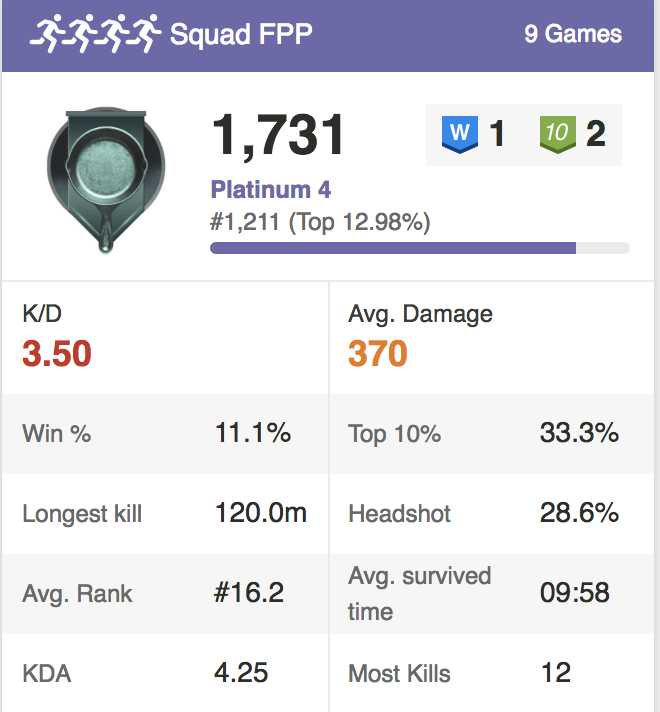 Squad FPP 9 Games
1,731 W 1 10 2
Platinum 4
#1,211 (Top 12.98%)
K/D Avg. Damage
3.50 370
Win % 11.1% Top 10% 33.3%
Longest kill 120.0m Headshot 28.6%
Avg. Rank #16.2 Avg. survived time 09:58
KDA 4.25 Most Kills 12